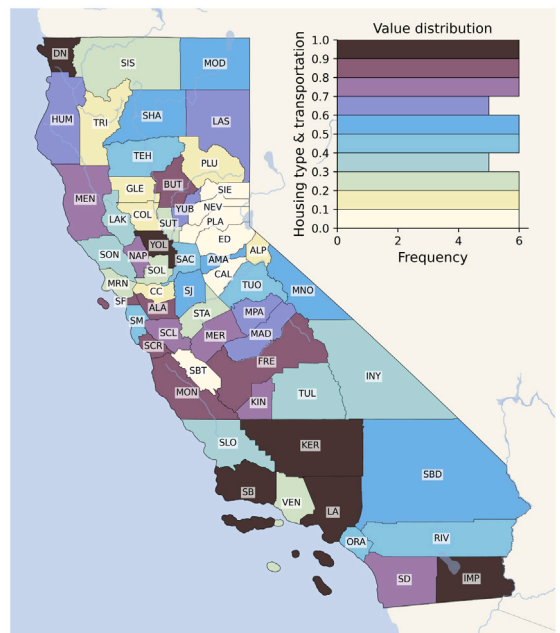 Value distribution
Housing type & transportation
1.0
0.9
0.8
0.7
0.6
0.5
0.4
0.3
0.2
0.1
0.0
0
2
4
6
Frequency
DN
SIS
MOD
HUM
TRI
SHA
LAS
TEH
PLU
GLE
BUT
SIE
MEN
YUB
NEV
COL
LAK
SUT
PLA
ED
YOL
SON
NAP
SAC
AMA
ALP
SOL
CAL
MRN
CC
SJ
TUO
MNO
SF
ALA
STA
MPA
SM
SCL
MER
MAD
SCR
FRE
SBT
INY
MON
KIN
TUL
SLO
KER
SBD
SB
VEN
LA
ORA
RIV
SD
IMP